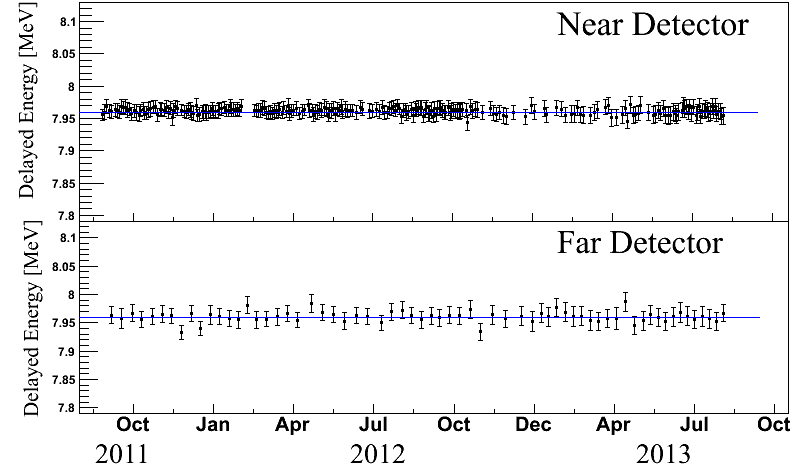 Near Detector
Delayed Energy [MeV]
8.1
8.05
8
7.95
7.9
7.85
7.8
Far Detector
Delayed Energy [MeV]
8.1
8.05
8
7.95
7.9
7.85
7.8
Oct Jan Apr Jul Oct Dec Apr Jul Oct
2011 2012 2013